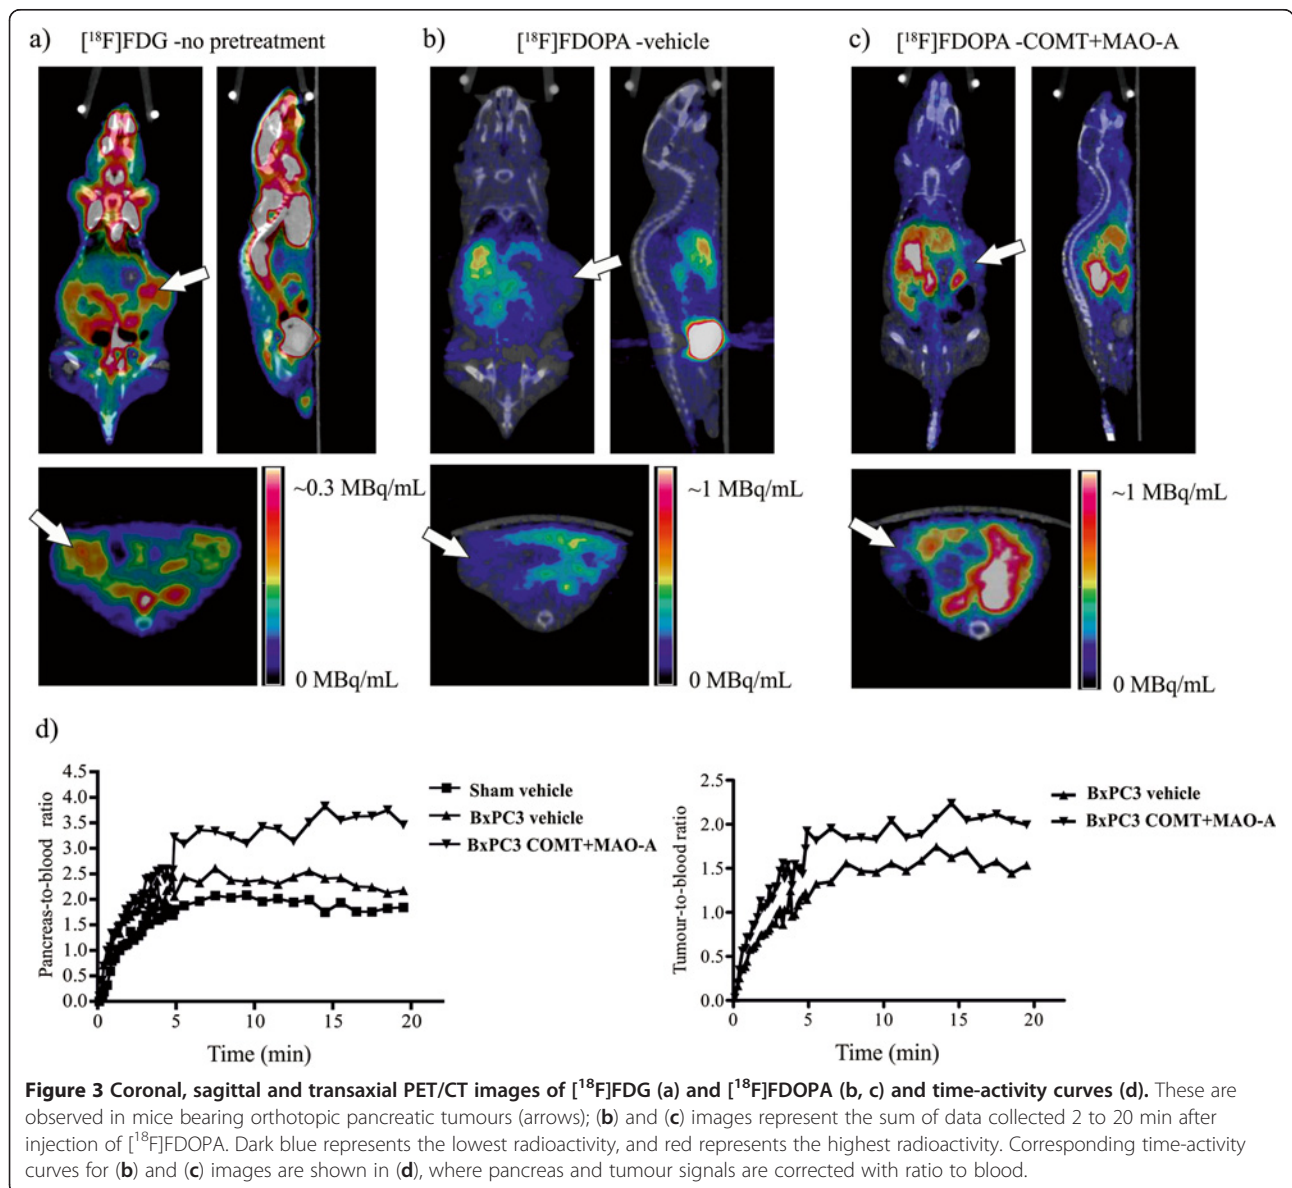 a) [¹⁸F]FDG -no pretreatment
b) [¹⁸F]FDOPA -vehicle
c) [¹⁸F]FDOPA -COMT+MAO-A
~0.3 MBq/mL
0 MBq/mL
~1 MBq/mL
0 MBq/mL
~1 MBq/mL
0 MBq/mL
d)
Pancreas-to-blood ratio
4.5
4.0
3.5
3.0
2.5
2.0
1.5
1.0
0.5
0.0
0 5 10 15 20
Time (min)
Sham vehicle
BxPC3 vehicle
BxPC3 COMT+MAO-A
Tumour-to-blood ratio
2.5
2.0
1.5
1.0
0.5
0.0
0 5 10 15 20
Time (min)
BxPC3 vehicle
BxPC3 COMT+MAO-A
Figure 3 Coronal, sagittal and transaxial PET/CT images of [¹⁸F]FDG (a) and [¹⁸F]FDOPA (b, c) and time-activity curves (d). These are
observed in mice bearing orthotopic pancreatic tumours (arrows); (b) and (c) images represent the sum of data collected 2 to 20 min after
injection of [¹⁸F]FDOPA. Dark blue represents the lowest radioactivity, and red represents the highest radioactivity. Corresponding time-activity
curves for (b) and (c) images are shown in (d), where pancreas and tumour signals are corrected with ratio to blood.